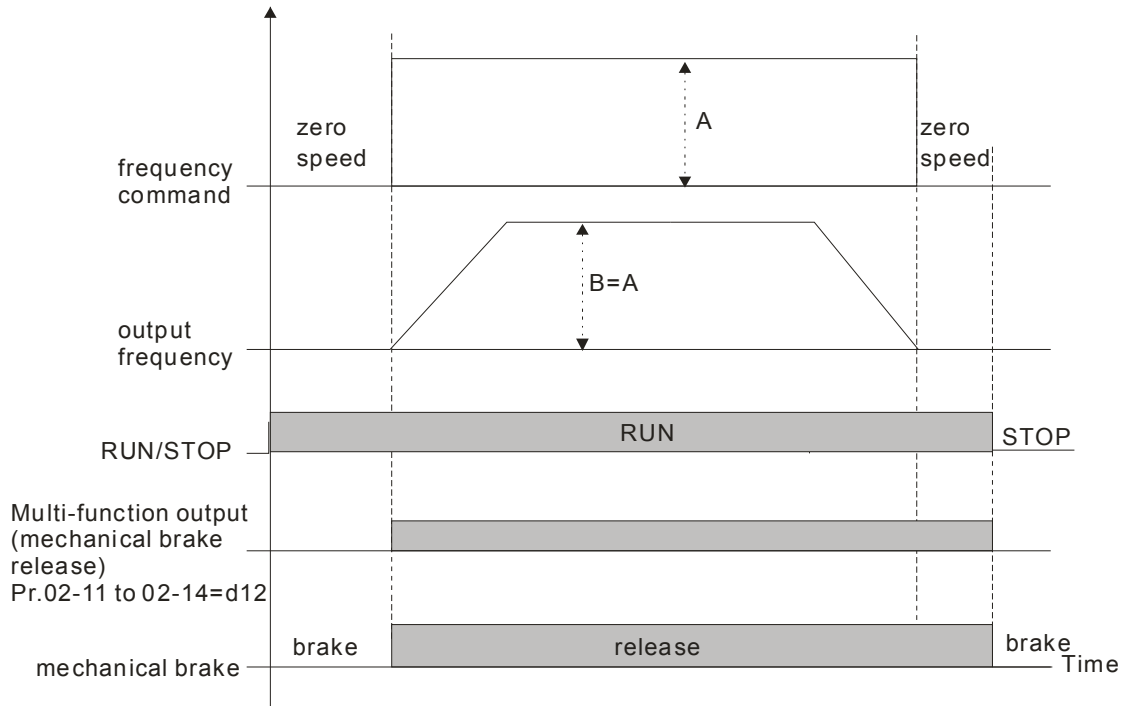 zero
speed
A
zero
speed
frequency
command
B=A
output
frequency
RUN/STOP
RUN
STOP
Multi-function output
(mechanical brake
release)
Pr.02-11 to 02-14=d12
mechanical brake
brake
release
brake
Time